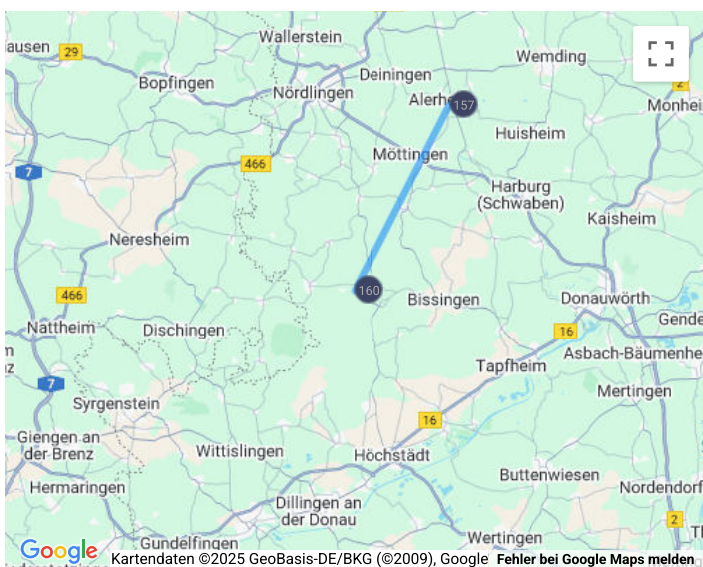 Wallerstein
ausen
29
Wemding
Deiningen
Bopfingen
2
Nördlingen
Alerh
157
Monhei
Huisheim
Möttingen
466
7
Harburg
(Schwaben)
Kaisheim
Neresheim
160
466
Bissingen
Donauwörth
Gende
Nattheim
Dischingen
16
Asbach-Bäumenhe
Tapfheim
7
Mertingen
Syrgenstein
16
Giengen an
der Brenz
Wittislingen
Höchstädt
Buttenwiesen
Hermaringen
Nordendorf
Dillingen an
der Donau
2
Wertingen
Gundelfingen
Google
Kartendaten ©2025 GeoBasis-DE/BKG (©2009), Google
Fehler bei Google Maps melden